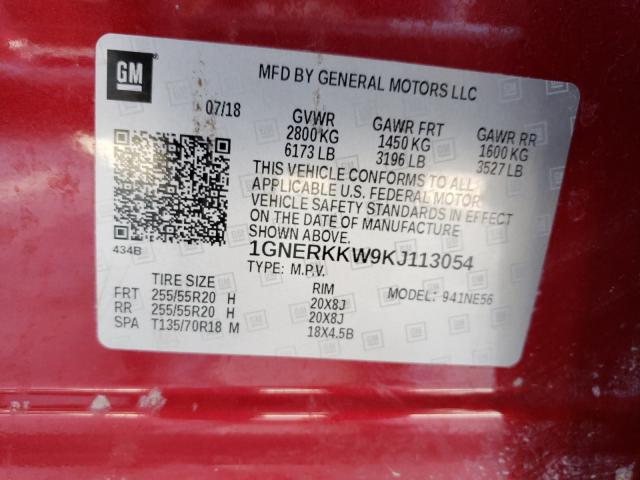 GM
MFD BY GENERAL MOTORS LLC
07/18
GVWR GAWR FRT GAWR RR
2800 KG 1450 KG 1600 KG
6173 LB 3196 LB 3527 LB
THIS VEHICLE CONFORMS TO ALL
APPLICABLE U.S. FEDERAL MOTOR
VEHICLE SAFETY STANDARDS IN EFFECT
ON THE DATE OF MANUFACTURE
SHOWN ABOVE.
434B
1GNERKKW9KJ113054
TYPE: M.P.V. MODEL: 941NE56
TIRE SIZE RIM
FRT 255/55R20 H 20X8J
RR 255/55R20 H 20X8J
SPA T135/70R18 M 18X4.5B